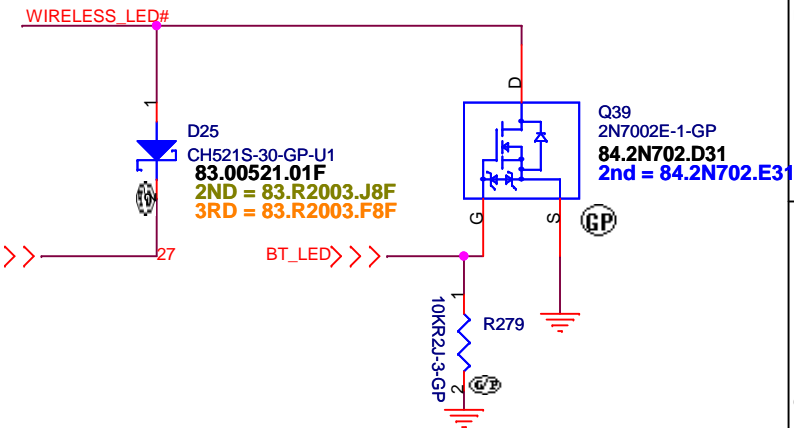 WIRELESS_LED#
1
D25
CH521S-30-GP-U1
83.00521.01F
2ND = 83.R2003.J8F
3RD = 83.R2003.F8F
27
D
Q39
2N7002E-1-GP
84.2N702.D31
2nd = 84.2N702.E31
G
S
GP
BT_LED
1
10KR2J-3-GP
R279
2
G/P